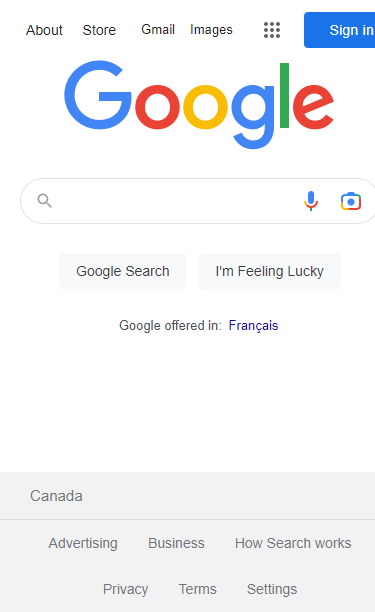 About Store Gmail Images Sign in
Google
Google Search I'm Feeling Lucky
Google offered in: Français
Canada
Advertising Business How Search works
Privacy Terms Settings